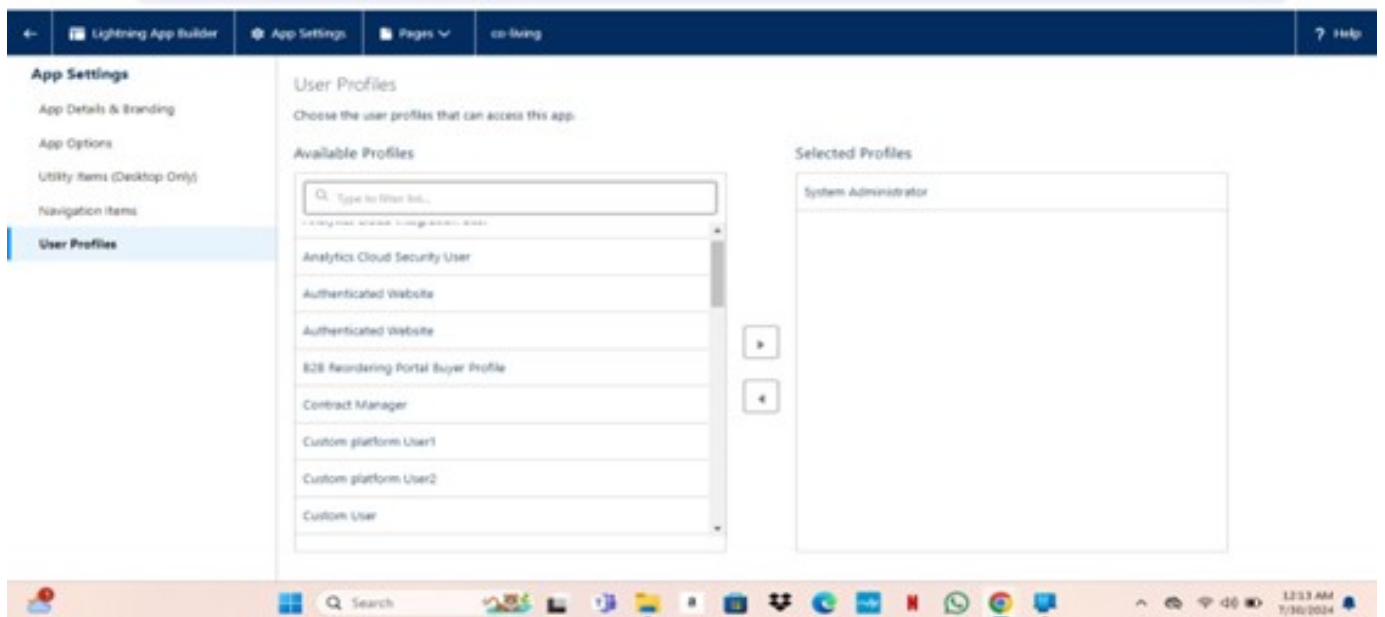 Lightning App Builder
App Settings
Pages
co-living
? Help
App Settings
App Details & Branding
App Options
Utility Items (Desktop Only)
Navigation Items
User Profiles
User Profiles
Choose the user profiles that can access this app.
Available Profiles
Type to filter list...
Analytics Cloud Security User
Authenticated Website
Authenticated Website
B2B Reordering Portal Buyer Profile
Contract Manager
Custom platform User1
Custom platform User2
Custom User
Selected Profiles
System Administrator
Search
12:13 AM
7/30/2024